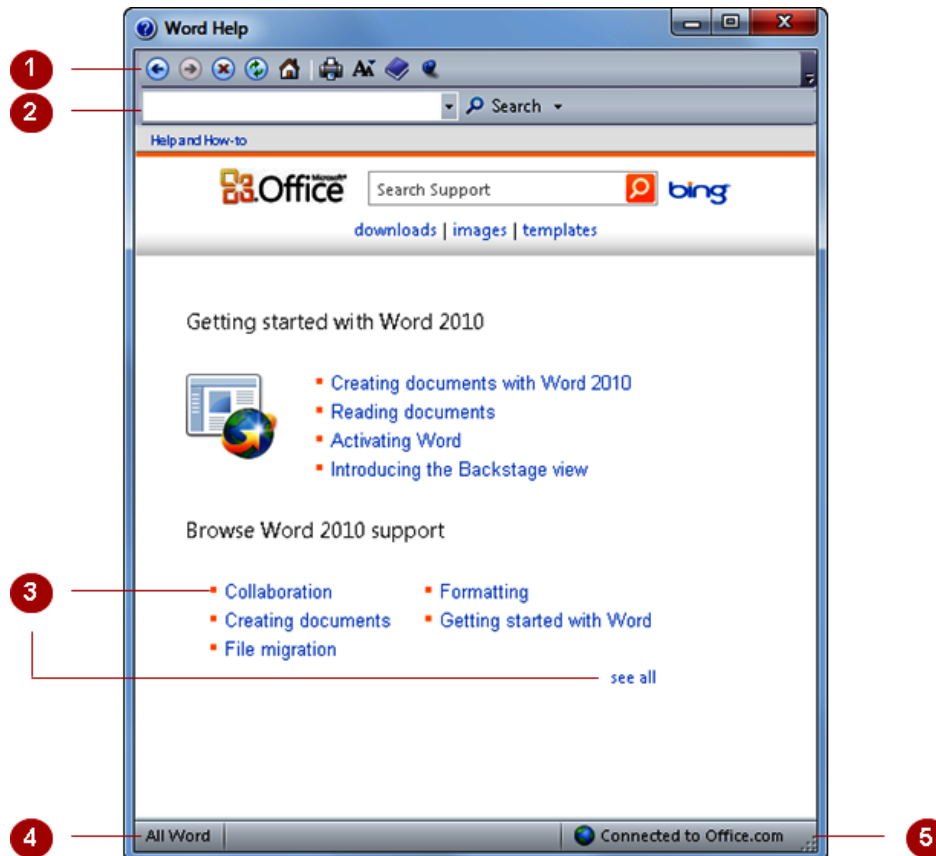 Word Help
X
1
AA
2
Search
Help and How-to
Microsoft®
Office
Search Support
bing
downloads | images | templates
Getting started with Word 2010
Creating documents with Word 2010
Reading documents
Activating Word
Introducing the Backstage view
Browse Word 2010 support
3
Collaboration
Formatting
Creating documents
Getting started with Word
File migration
see all
4
All Word
Connected to Office.com
5